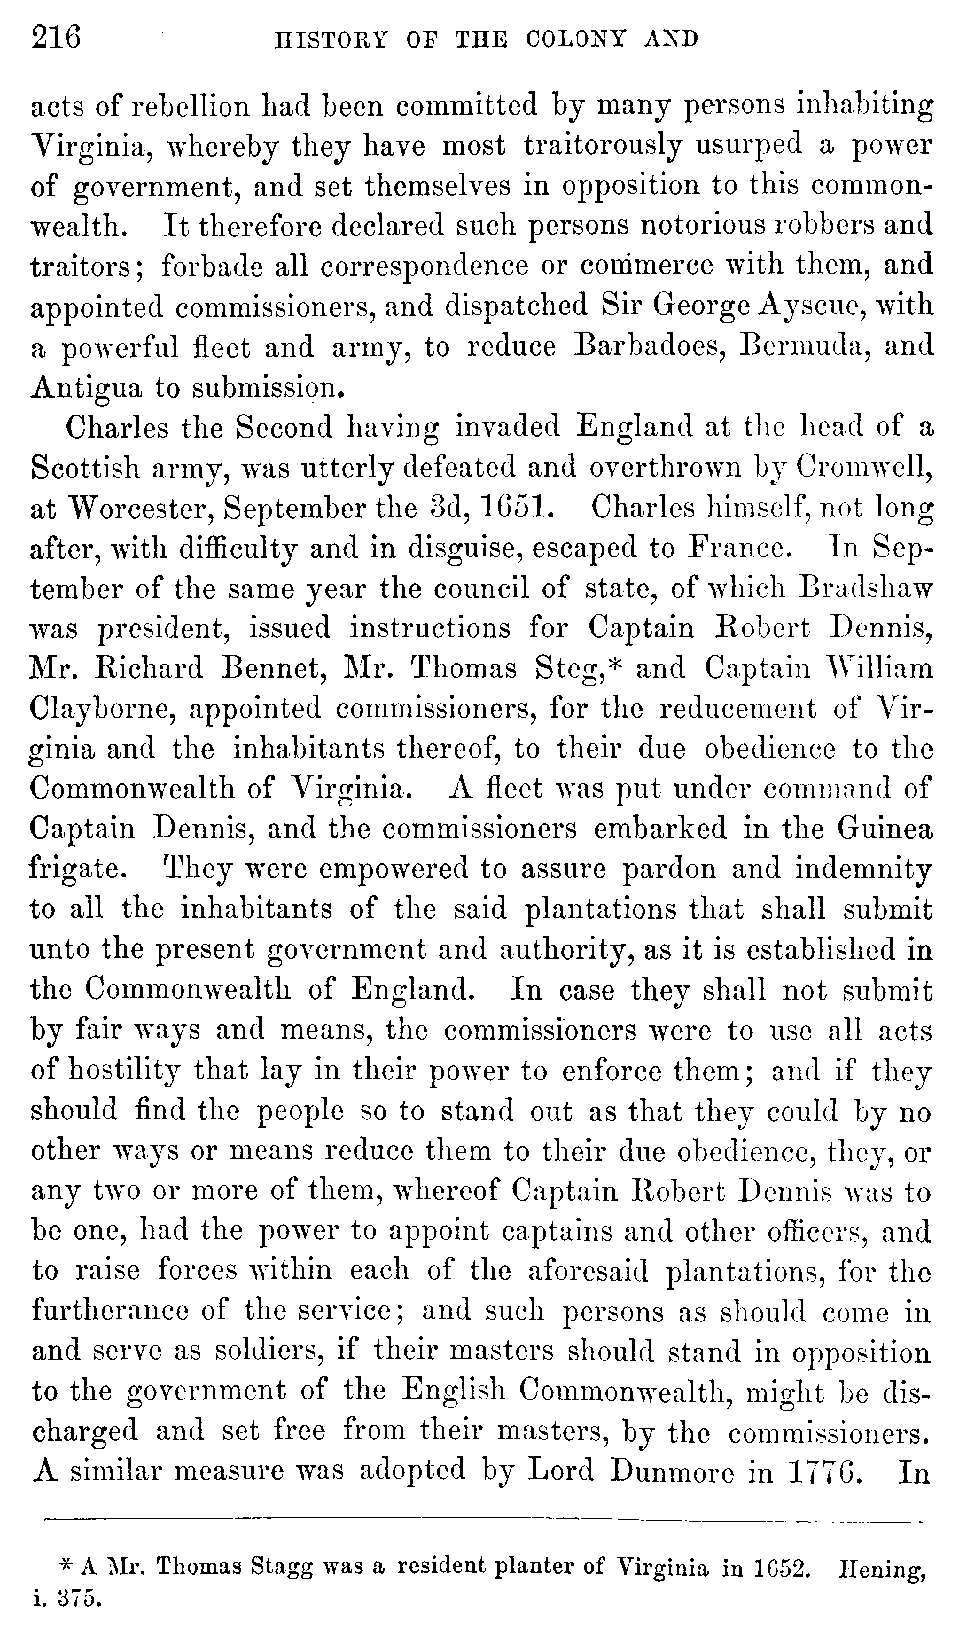 216 HISTORY OF THE COLONY AND
acts of rebellion had been committed by many persons inhabiting
Virginia, whereby they have most traitorously usurped a power
of government, and set themselves in opposition to this common-
wealth. It therefore declared such persons notorious robbers and
traitors; forbade all correspondence or commerce with them, and
appointed commissioners, and dispatched Sir George Ayscue, with
a powerful fleet and army, to reduce Barbadoes, Bermuda, and
Antigua to submission.
Charles the Second having invaded England at the head of a
Scottish army, was utterly defeated and overthrown by Cromwell,
at Worcester, September the 3d, 1651. Charles himself, not long
after, with difficulty and in disguise, escaped to France. In Sep-
tember of the same year the council of state, of which Bradshaw
was president, issued instructions for Captain Robert Dennis,
Mr. Richard Bennet, Mr. Thomas Steg,* and Captain William
Clayborne, appointed commissioners, for the reducement of Vir-
ginia and the inhabitants thereof, to their due obedience to the
Commonwealth of Virginia. A fleet was put under command of
Captain Dennis, and the commissioners embarked in the Guinea
frigate. They were empowered to assure pardon and indemnity
to all the inhabitants of the said plantations that shall submit
unto the present government and authority, as it is established in
the Commonwealth of England. In case they shall not submit
by fair ways and means, the commissioners were to use all acts
of hostility that lay in their power to enforce them; and if they
should find the people so to stand out as that they could by no
other ways or means reduce them to their due obedience, they, or
any two or more of them, whereof Captain Robert Dennis was to
be one, had the power to appoint captains and other officers, and
to raise forces within each of the aforesaid plantations, for the
furtherance of the service; and such persons as should come in
and serve as soldiers, if their masters should stand in opposition
to the government of the English Commonwealth, might be dis-
charged and set free from their masters, by the commissioners.
A similar measure was adopted by Lord Dunmore in 1776. In
* A Mr. Thomas Stagg was a resident planter of Virginia in 1652. Hening,
i. 375.